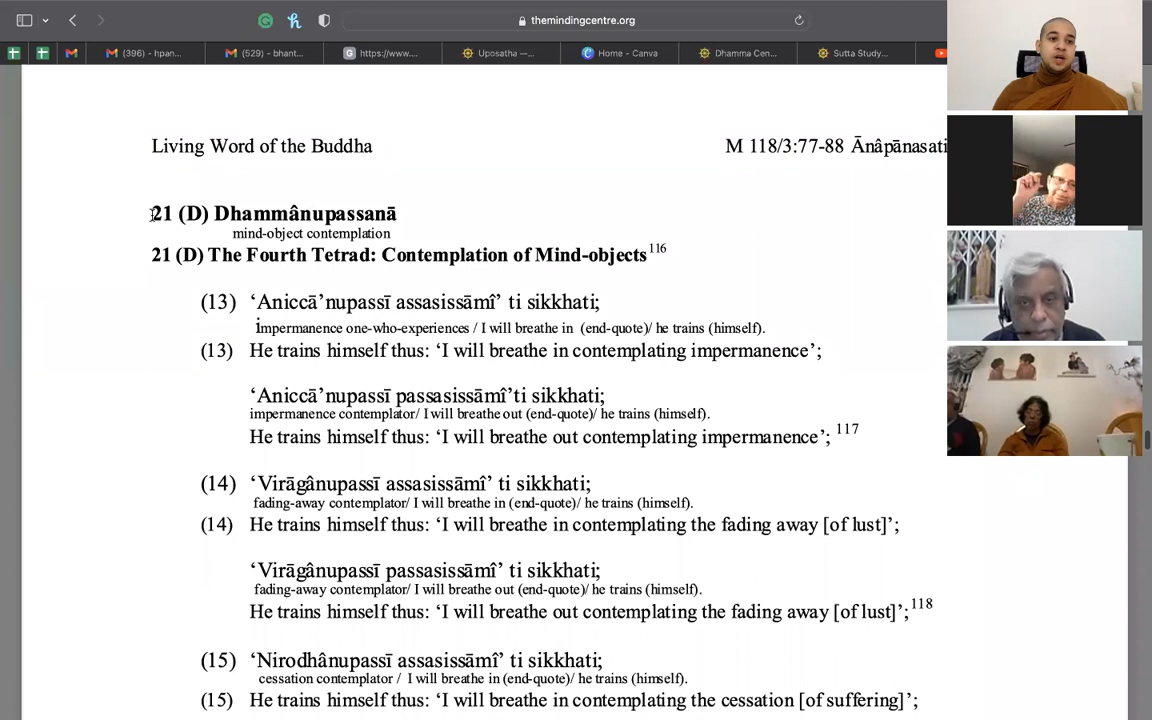 themindingcentre.org
(396) - hpan...
(529) - bhant...
https://www....
Uposatha —...
Home - Canva
Dhamma Cen...
Sutta Study...
Living Word of the Buddha
M 118/3:77-88 Ānâpānasati
21 (D) Dhammânupassanā
mind-object contemplation
21 (D) The Fourth Tetrad: Contemplation of Mind-objects116
(13) ‘Aniccā’nupassī assasissāmî’ ti sikkhati;
impermanence one-who-experiences / I will breathe in (end-quote)/ he trains (himself).
(13) He trains himself thus: ‘I will breathe in contemplating impermanence’;
‘Aniccā’nupassī passasissāmî’ti sikkhati;
impermanence contemplator/ I will breathe out (end-quote)/ he trains (himself).
He trains himself thus: ‘I will breathe out contemplating impermanence’; 117
(14) ‘Virāgânupassī assasissāmî’ ti sikkhati;
fading-away contemplator/ I will breathe in (end-quote)/ he trains (himself).
(14) He trains himself thus: ‘I will breathe in contemplating the fading away [of lust]’;
‘Virāgânupassī passasissāmî’ ti sikkhati;
fading-away contemplator/ I will breathe out (end-quote)/ he trains (himself).
He trains himself thus: ‘I will breathe out contemplating the fading away [of lust]’;118
(15) ‘Nirodhânupassī assasissāmî’ ti sikkhati;
cessation contemplator / I will breathe in (end-quote)/ he trains (himself).
(15) He trains himself thus: ‘I will breathe in contemplating the cessation [of suffering]’;